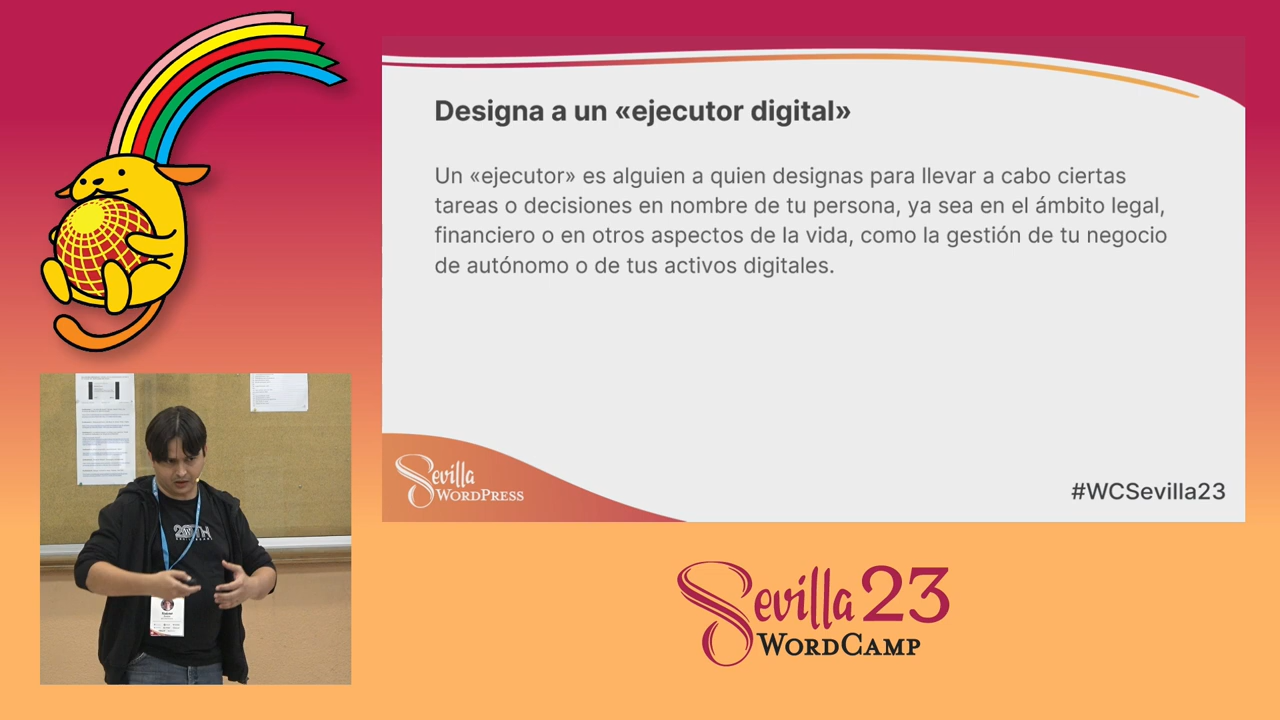 Designa a un «ejecutor digital»
Un «ejecutor» es alguien a quien designas para llevar a cabo ciertas
tareas o decisiones en nombre de tu persona, ya sea en el ámbito legal,
financiero o en otros aspectos de la vida, como la gestión de tu negocio
de autónomo o de tus activos digitales.
Sevilla
WORDPRESS
#WCSevilla23
Sevilla 23
WORDCAMP